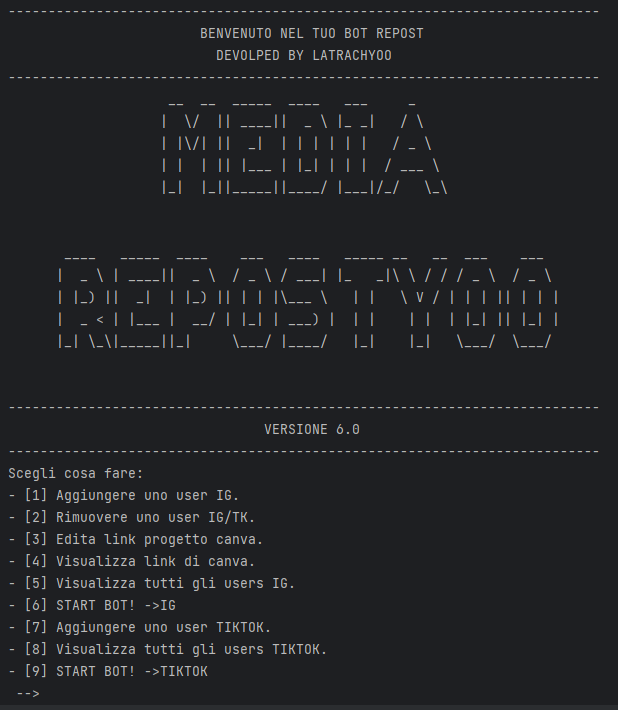 --------------------------------------------------------------------------
BENVENUTO NEL TUO BOT REPOST
DEVOLPED BY LATRACHYOO
--------------------------------------------------------------------------
MEDIA
REPOSTYOO
--------------------------------------------------------------------------
VERSIONE 6.0
--------------------------------------------------------------------------
Scegli cosa fare:
- [1] Aggiungere uno user IG.
- [2] Rimuovere uno user IG/TK.
- [3] Edita link progetto canva.
- [4] Visualizza link di canva.
- [5] Visualizza tutti gli users IG.
- [6] START BOT! ->IG
- [7] Aggiungere uno user TIKTOK.
- [8] Visualizza tutti gli users TIKTOK.
- [9] START BOT! ->TIKTOK
-->